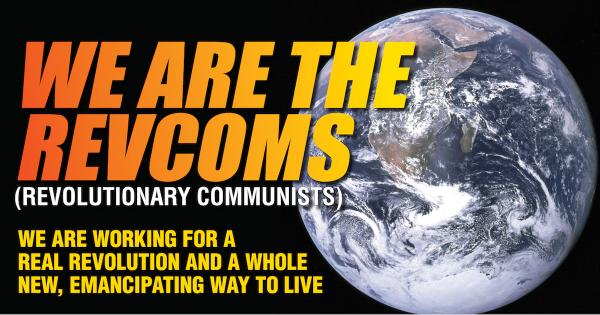 WE ARE THE
REVCOMS
(REVOLUTIONARY COMMUNISTS)
WE ARE WORKING FOR A
REAL REVOLUTION AND A WHOLE
NEW, EMANCIPATING WAY TO LIVE